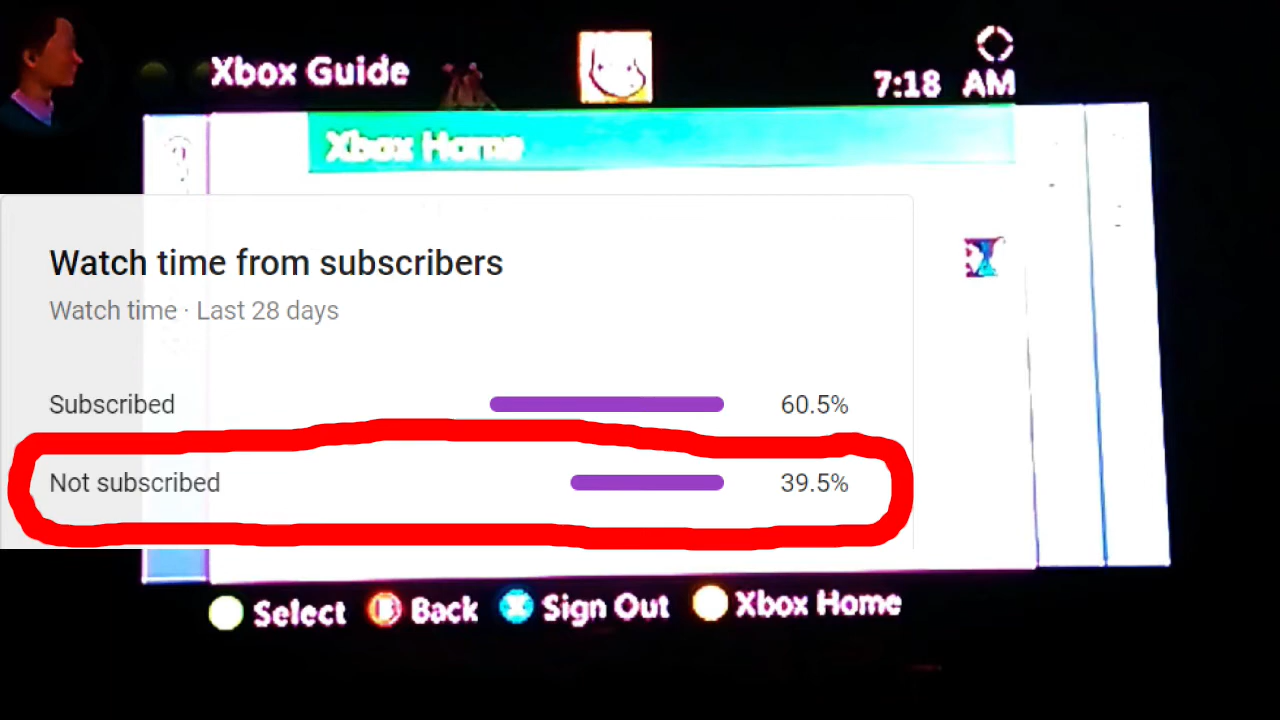 Xbox Guide
7:18 AM
Xbox Home
Watch time from subscribers
Watch time · Last 28 days
Subscribed 60.5%
Not subscribed 39.5%
Select B Back X Sign Out Xbox Home